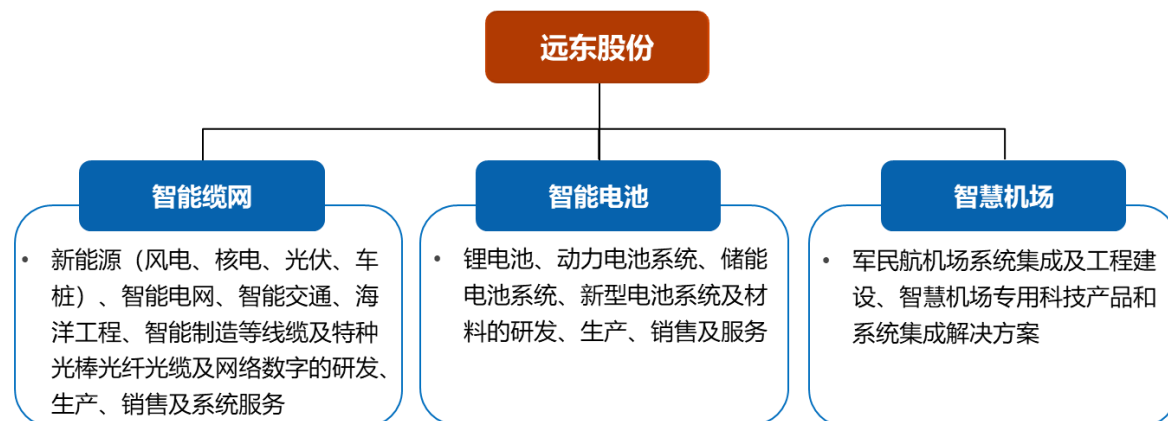 远东股份
智能缆网
• 新能源（风电、核电、光伏、车
桩）、智能电网、智能交通、海
洋工程、智能制造等线缆及特种
光棒光纤光缆及网络数字的研发、
生产、销售及系统服务
智能电池
• 锂电池、动力电池系统、储能
电池系统、新型电池系统及材
料的研发、生产、销售及服务
智慧机场
• 军民航机场系统集成及工程建
设、智慧机场专用科技产品和
系统集成解决方案